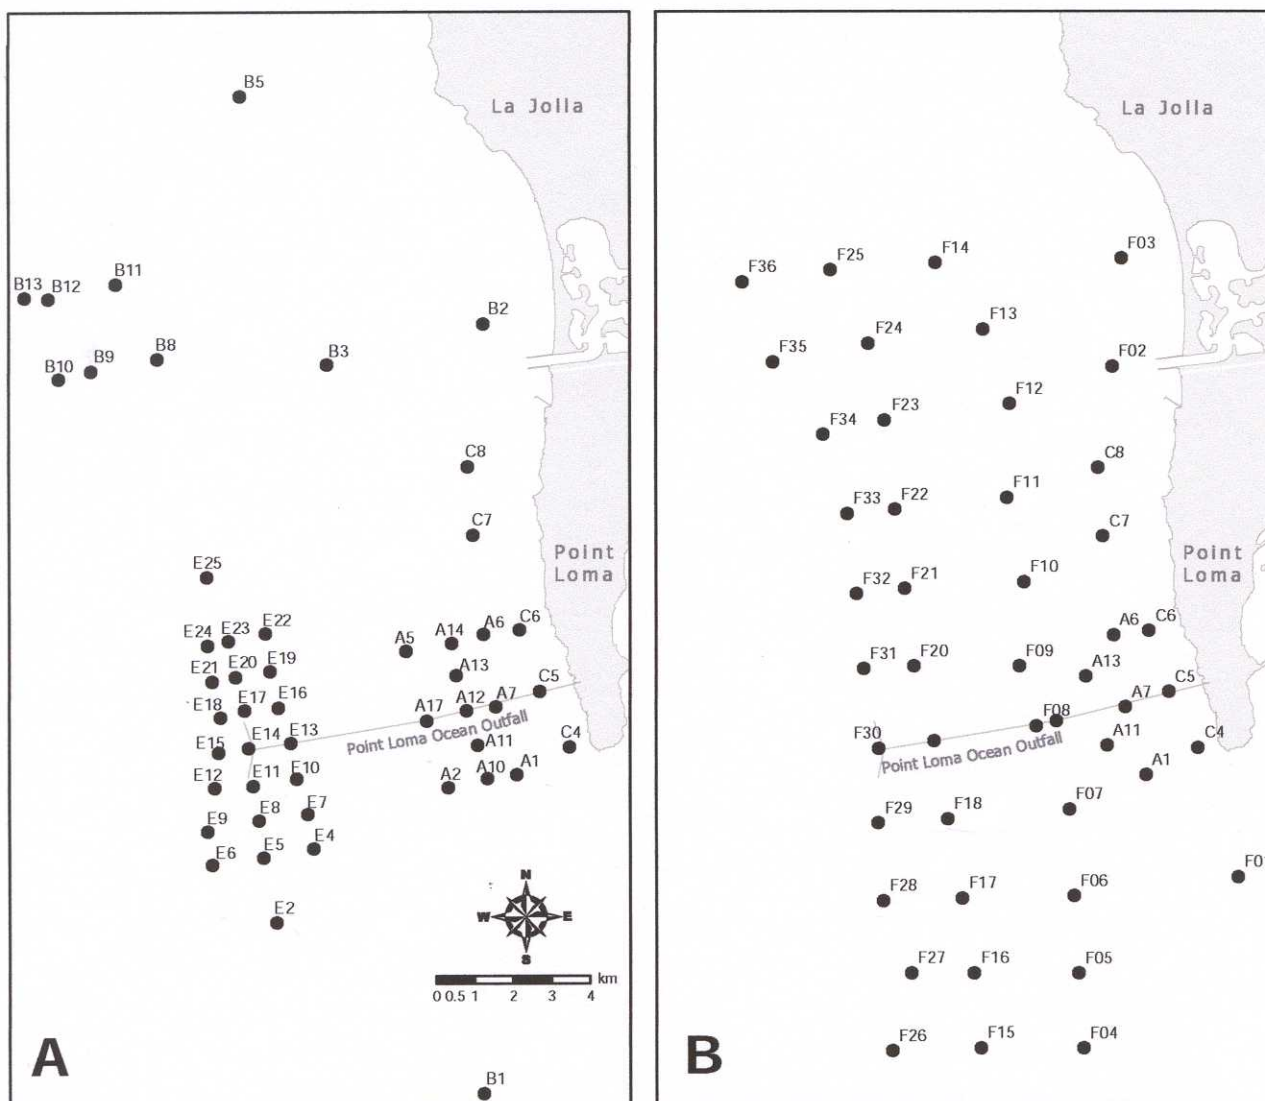 B5
La Jolla
B11
B13
B12
B2
B8
B3
B9
B10
C8
C7
Point
Loma
E25
E22
E23
E24
C6
A6
A14
A5
E19
E20
E21
A13
C5
E16
E17
E18
A7
A12
A17
E13
E14
E15
Point Loma Ocean Outfall
A11
C4
E10
E11
E12
A1
A10
A2
E7
E8
E9
E4
E5
E6
E2
N
W
E
S
km
0 0.5 1 2 3 4
A
B1
La Jolla
F03
F14
F25
F36
F13
F24
F35
F02
F12
F23
F34
C8
F11
F22
F33
C7
Point
Loma
F10
F21
F32
C6
A6
F09
F20
F31
A13
C5
A7
F08
F30
Point Loma Ocean Outfall
A11
C4
A1
F07
F18
F29
F01
F06
F17
F28
F05
F16
F27
F04
F15
F26
B